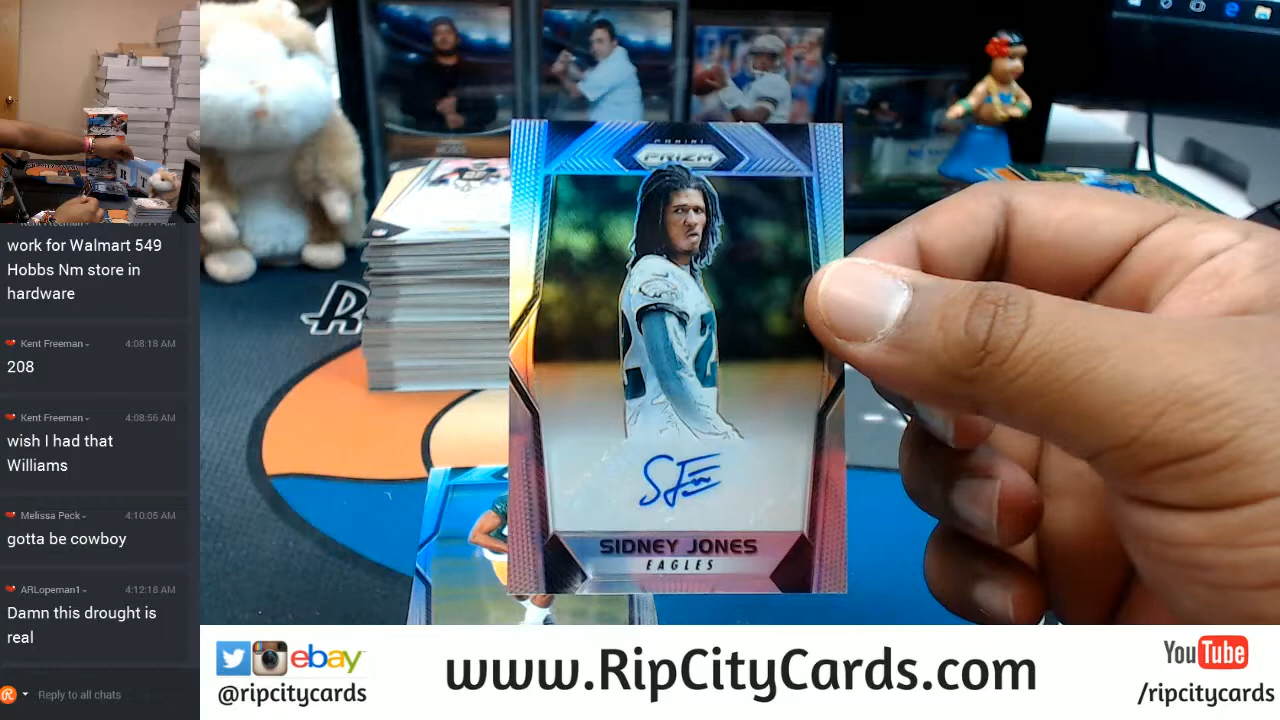 work for Walmart 549
Hobbs Nm store in
hardware
Kent Freeman
4:08:18 AM
208
Kent Freeman
4:08:56 AM
wish I had that
Williams
Melissa Peck
4:10:05 AM
gotta be cowboy
ARLopeman1
4:12:18 AM
Damn this drought is
real
Reply to all chats
PANINI
PRIZM
2
SIDNEY JONES
EAGLES
R
ebay
@ripcitycards
www.RipCityCards.com
YouTube
/ripcitycards